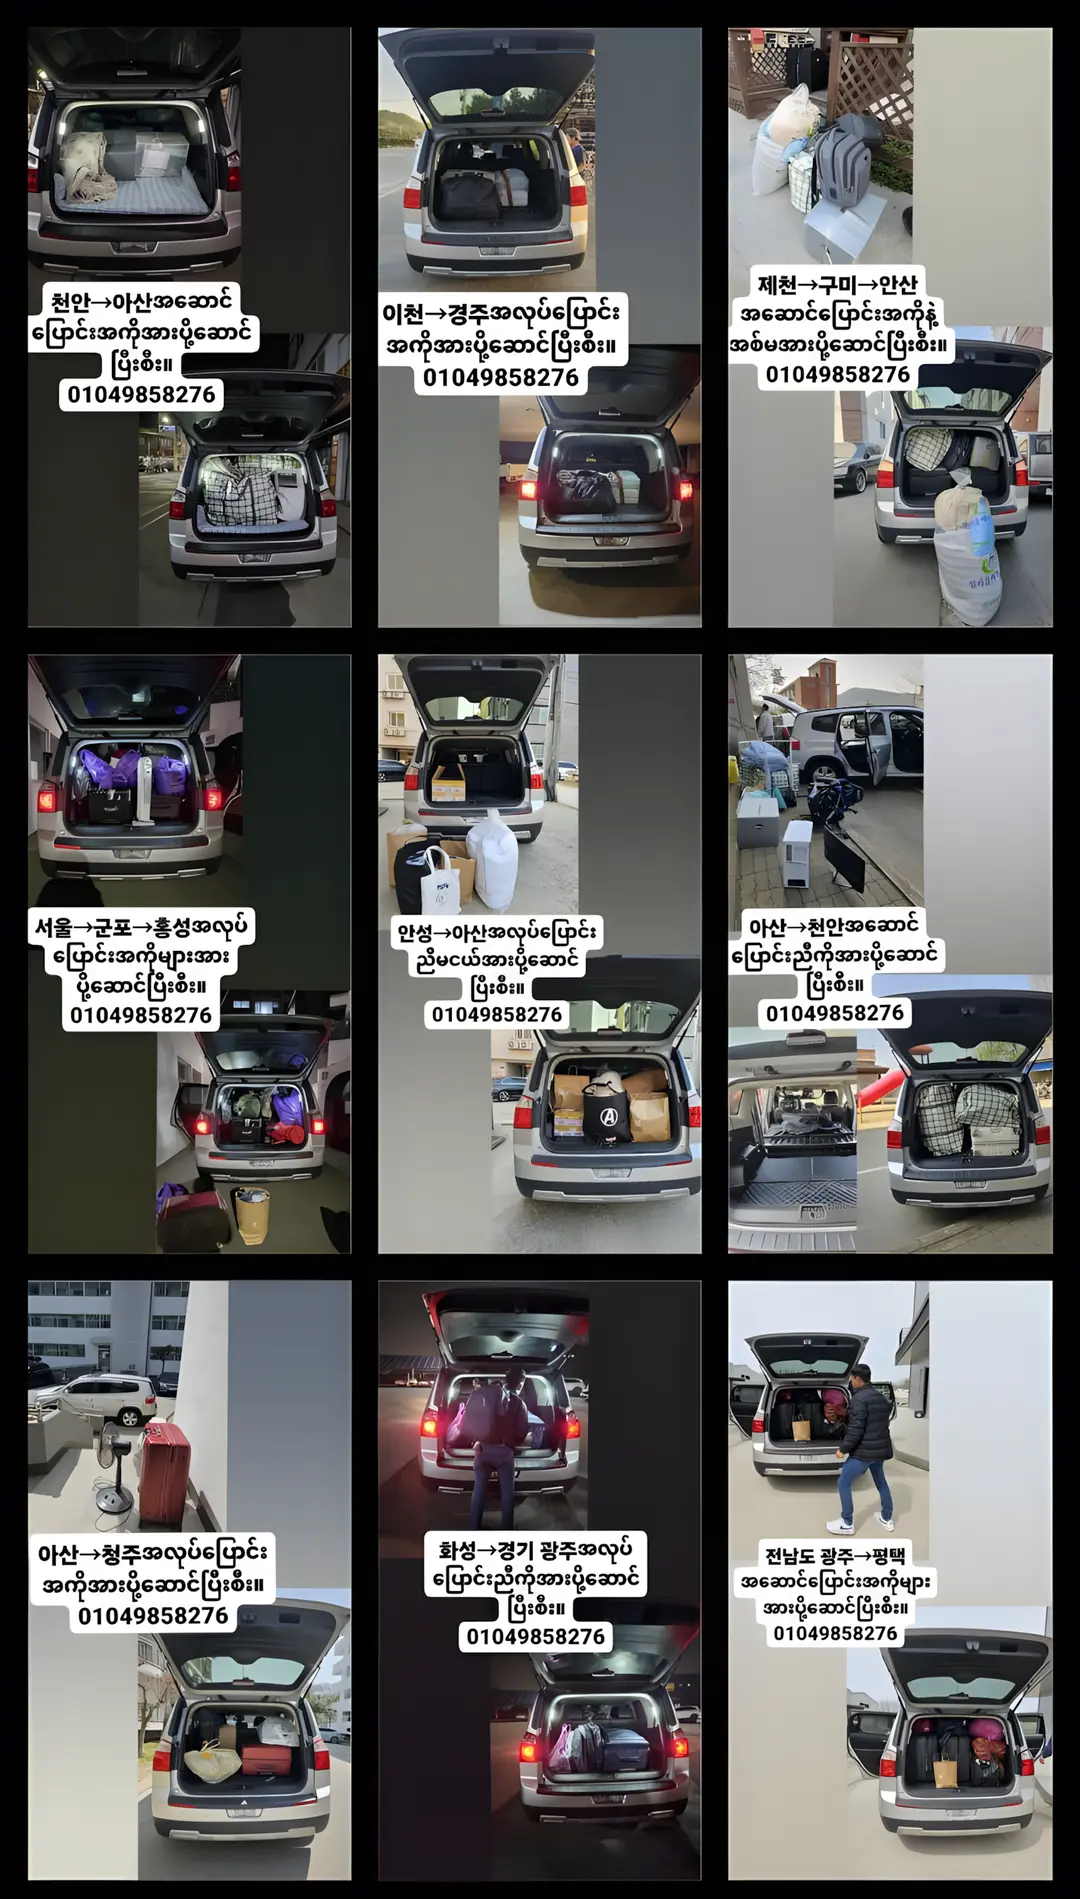 천안→아산အဆောင်
ပြောင်းအကိုအားပို့ဆောင်
ပြီးစီး။
01049858276
이천→경주အလုပ်ပြောင်း
အကိုအားပို့ဆောင်ပြီးစီး။
01049858276
제천→구미→안산
အဆောင်ပြောင်းအကိုနဲ့
အစ်မအားပို့ဆောင်ပြီးစီး။
01049858276
서울→군포→홍성အလုပ်
ပြောင်းအကိုများအား
ပို့ဆောင်ပြီးစီး။
01049858276
안성→아산အလုပ်ပြောင်း
ညီမငယ်အားပို့ဆောင်
ပြီးစီး။
01049858276
아산→천안အဆောင်
ပြောင်းညီကိုအားပို့ဆောင်
ပြီးစီး။
01049858276
아산→청주အလုပ်ပြောင်း
အကိုအားပို့ဆောင်ပြီးစီး။
01049858276
화성→경기 광주အလုပ်
ပြောင်းညီကိုအားပို့ဆောင်
ပြီးစီး။
01049858276
전남도 광주→평택
အဆောင်ပြောင်းအကိုများ
အားပို့ဆောင်ပြီးစီး။
01049858276